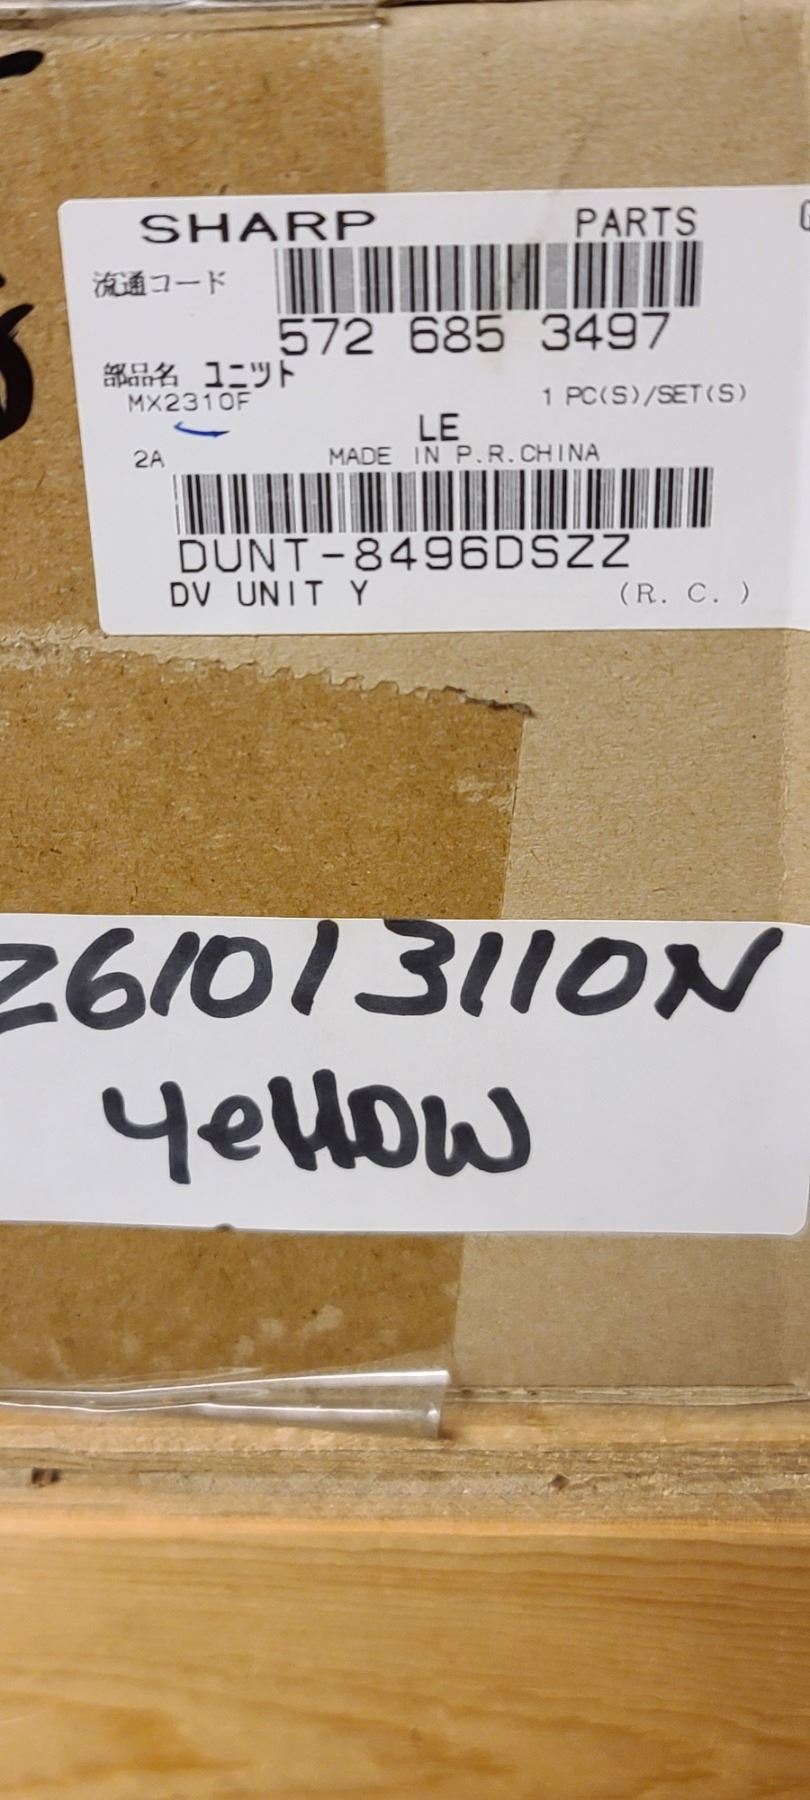 SHARP PARTS
流通コード
572 685 3497
部品名 ユニット
MX2310F 1 PC(S)/SET(S)
LE
2A MADE IN P.R.CHINA
DUNT-8496DSZZ
DV UNIT Y (R. C. )
Z61013110N
YellOW